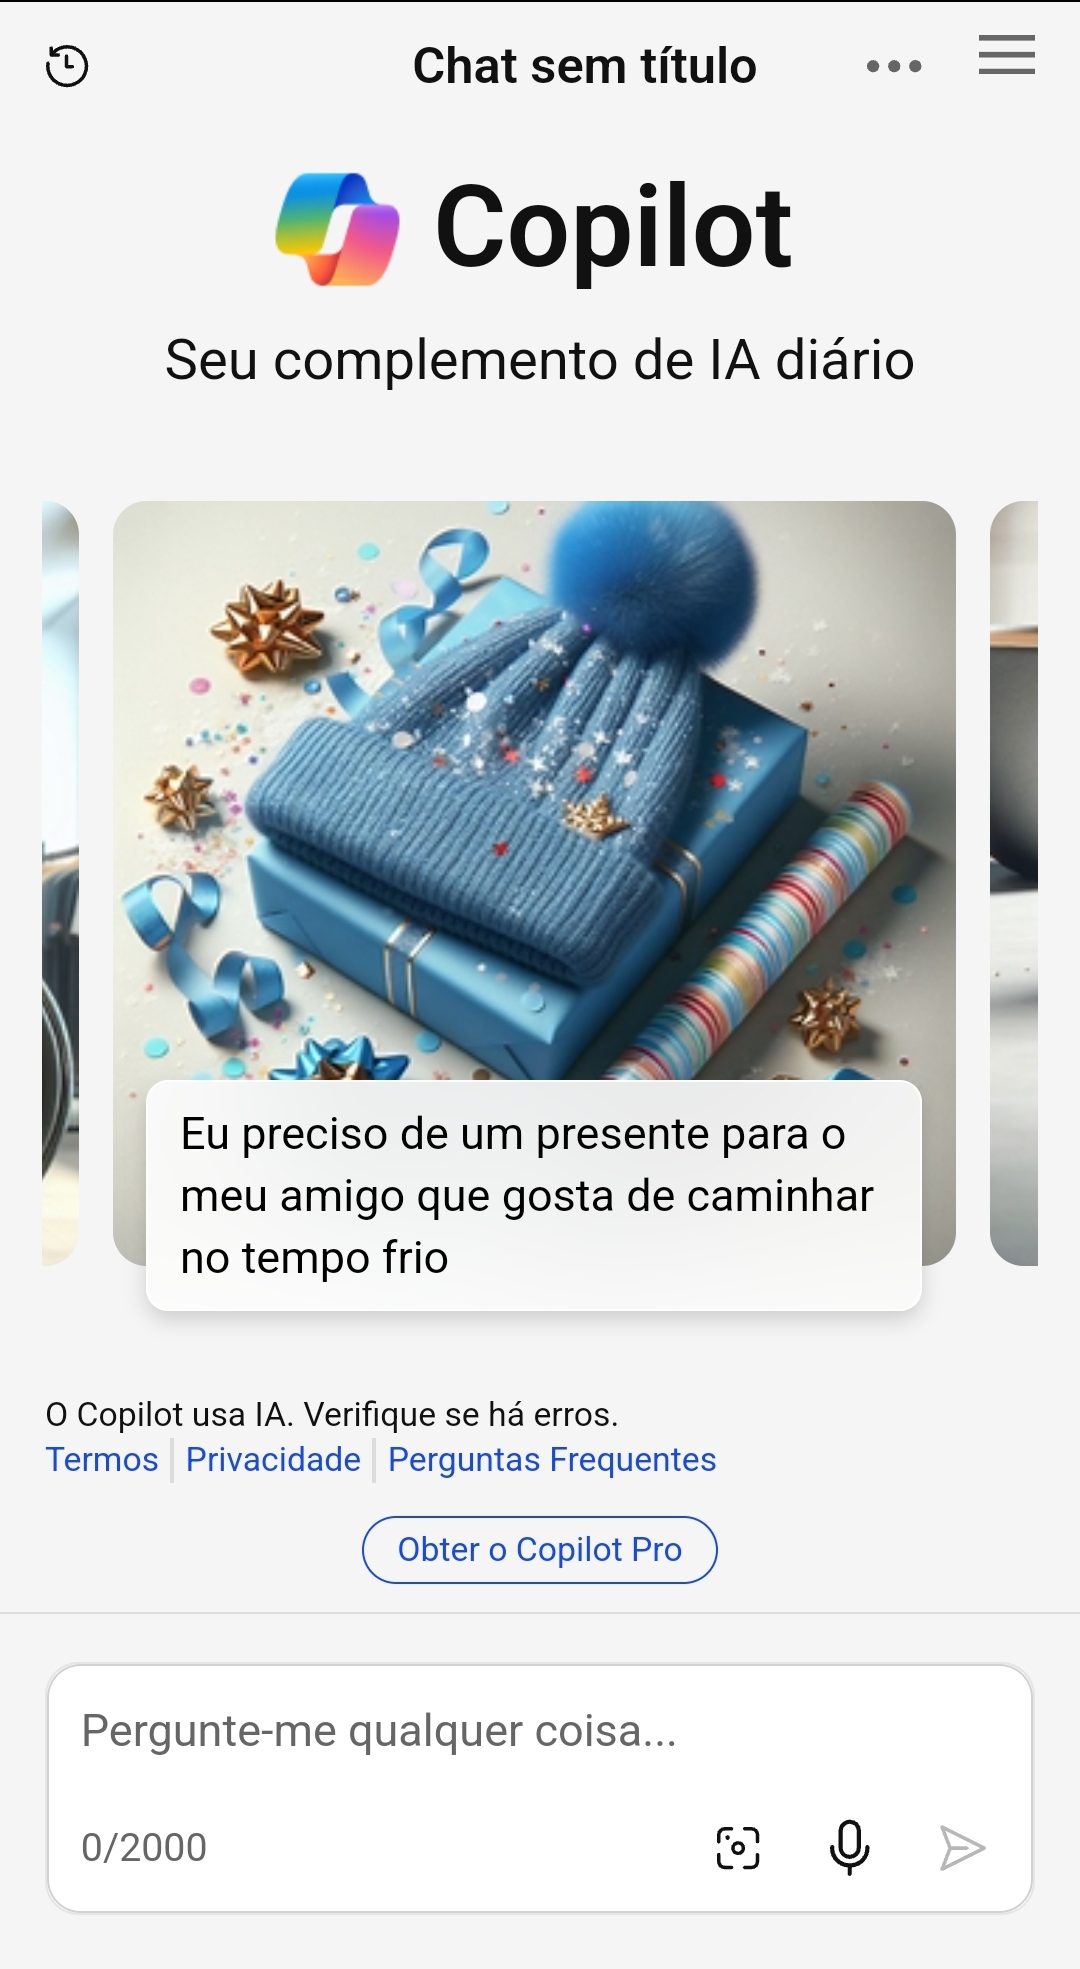 Chat sem título
Copilot
Seu complemento de IA diário
Eu preciso de um presente para o
meu amigo que gosta de caminhar
no tempo frio
O Copilot usa IA. Verifique se há erros.
Termos Privacidade Perguntas Frequentes
Obter o Copilot Pro
Pergunte-me qualquer coisa...
0/2000